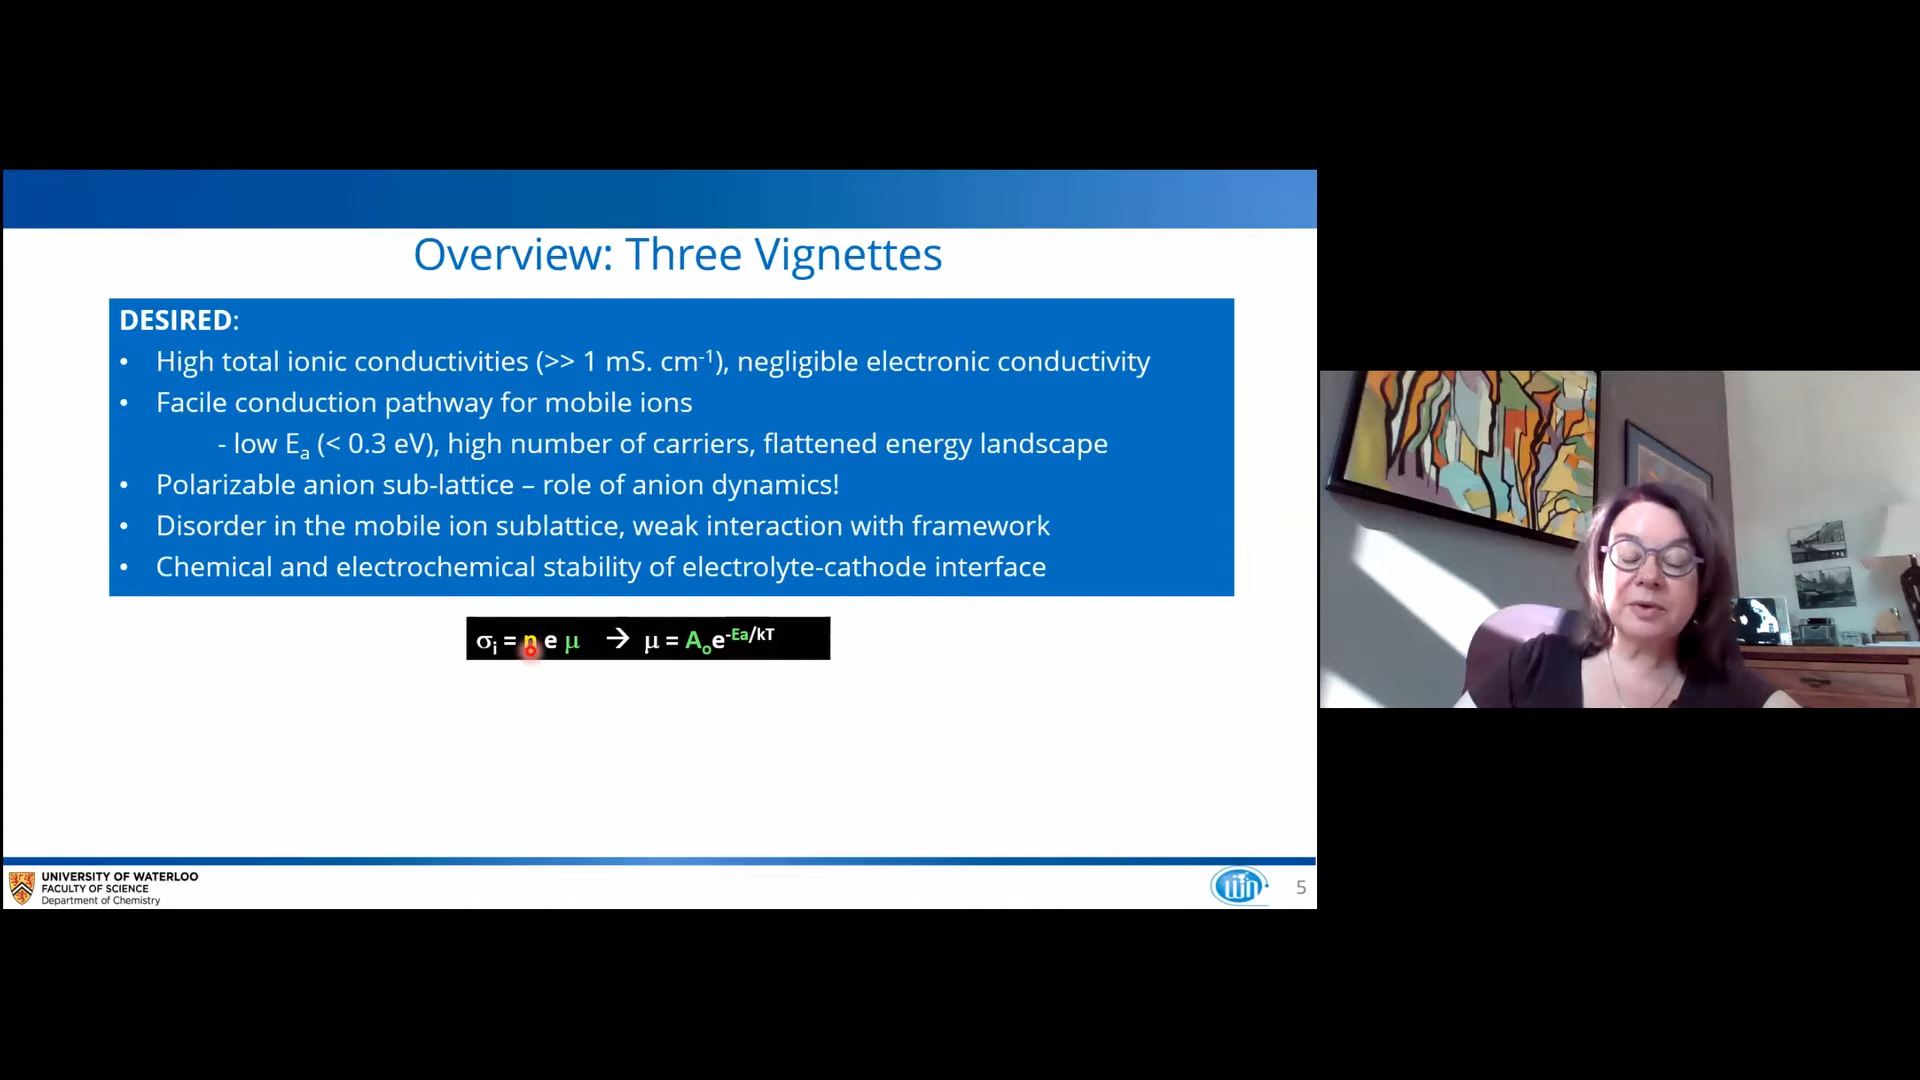 Overview: Three Vignettes
DESIRED:
• High total ionic conductivities (>> 1 mS. cm⁻¹), negligible electronic conductivity
• Facile conduction pathway for mobile ions
- low Eₐ (< 0.3 eV), high number of carriers, flattened energy landscape
• Polarizable anion sub-lattice – role of anion dynamics!
• Disorder in the mobile ion sublattice, weak interaction with framework
• Chemical and electrochemical stability of electrolyte-cathode interface
σᵢ = n e μ → μ = Aₒe^-Ea/kT
UNIVERSITY OF WATERLOO
FACULTY OF SCIENCE
Department of Chemistry
win
5